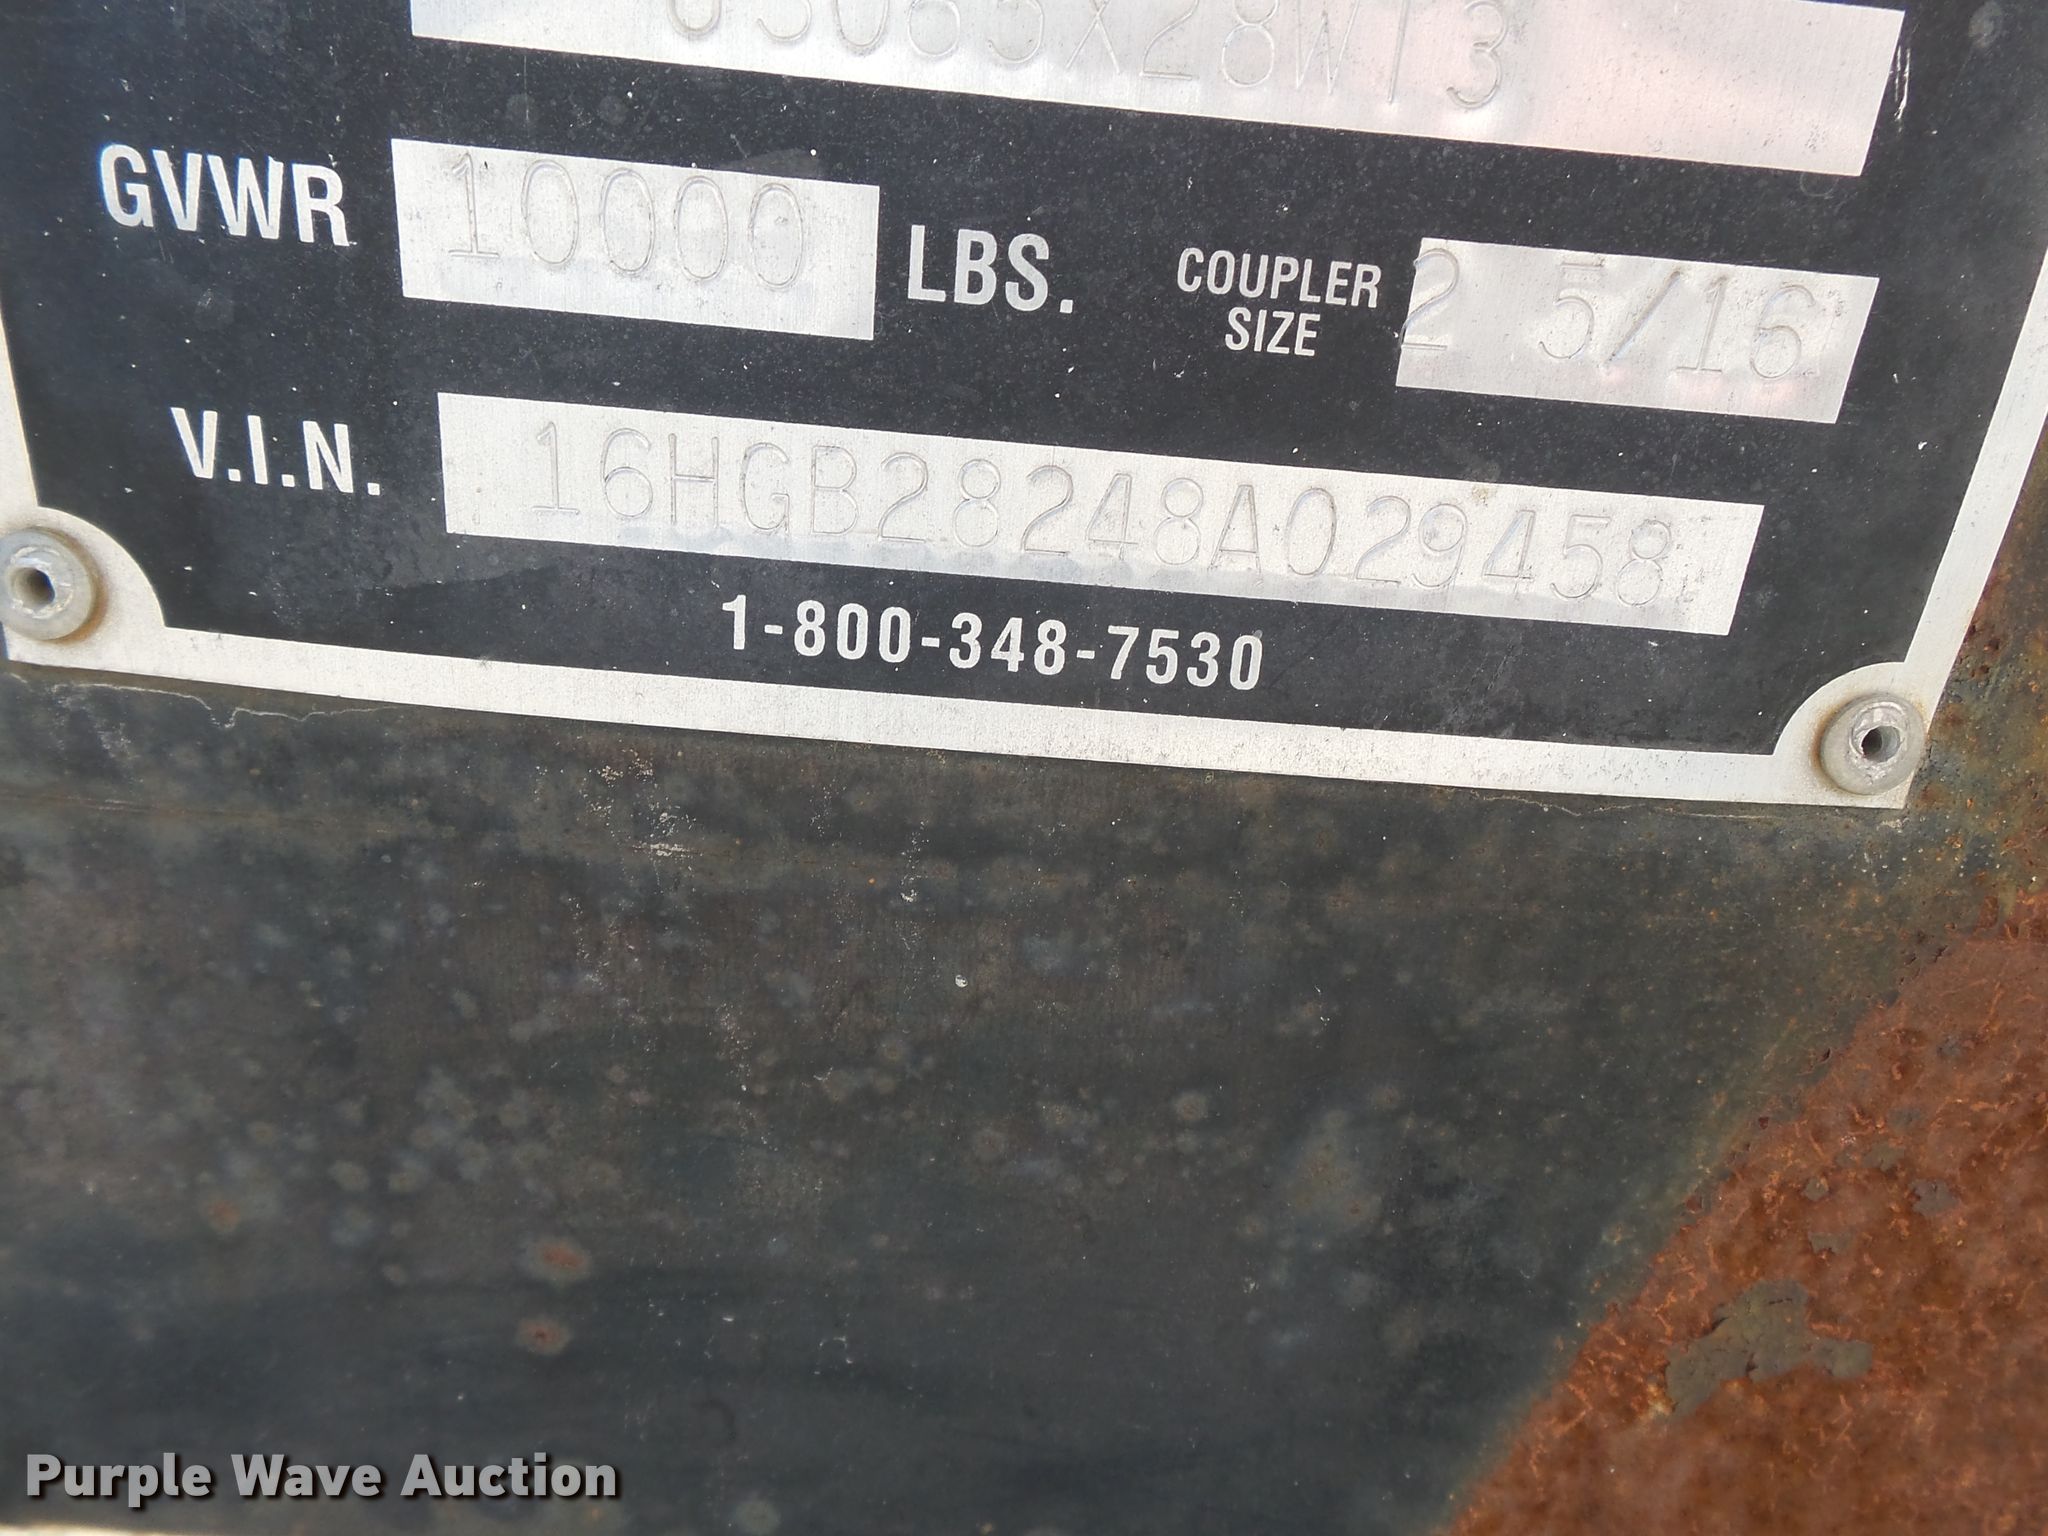 GVWR 10000 LBS. COUPLER SIZE 2 5/16
V.I.N. 16HGB28248A029458
1-800-348-7530
Purple Wave Auction